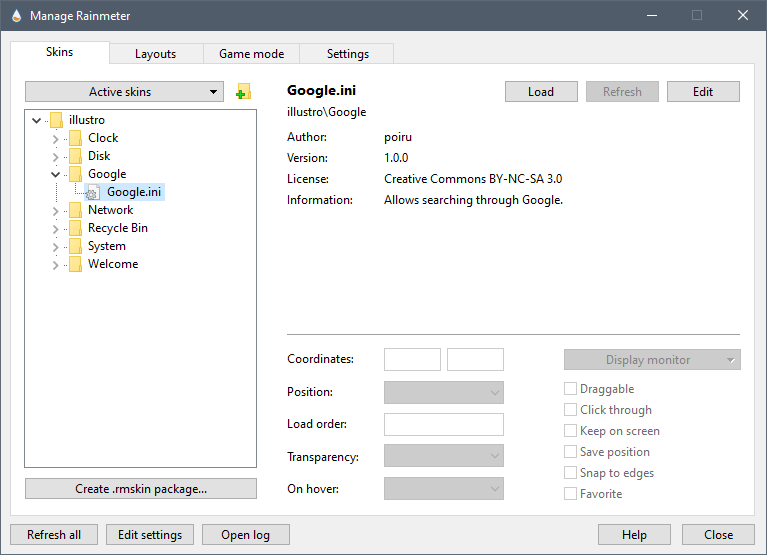 Manage Rainmeter
Skins
Layouts
Game mode
Settings
Active skins
illustro
Clock
Disk
Google
Google.ini
Network
Recycle Bin
System
Welcome
Create .rmskin package...
Google.ini
Load
Refresh
Edit
illustro\Google
Author: poiru
Version: 1.0.0
License: Creative Commons BY-NC-SA 3.0
Information: Allows searching through Google.
Coordinates:
Position:
Load order:
Transparency:
On hover:
Display monitor
Draggable
Click through
Keep on screen
Save position
Snap to edges
Favorite
Refresh all
Edit settings
Open log
Help
Close